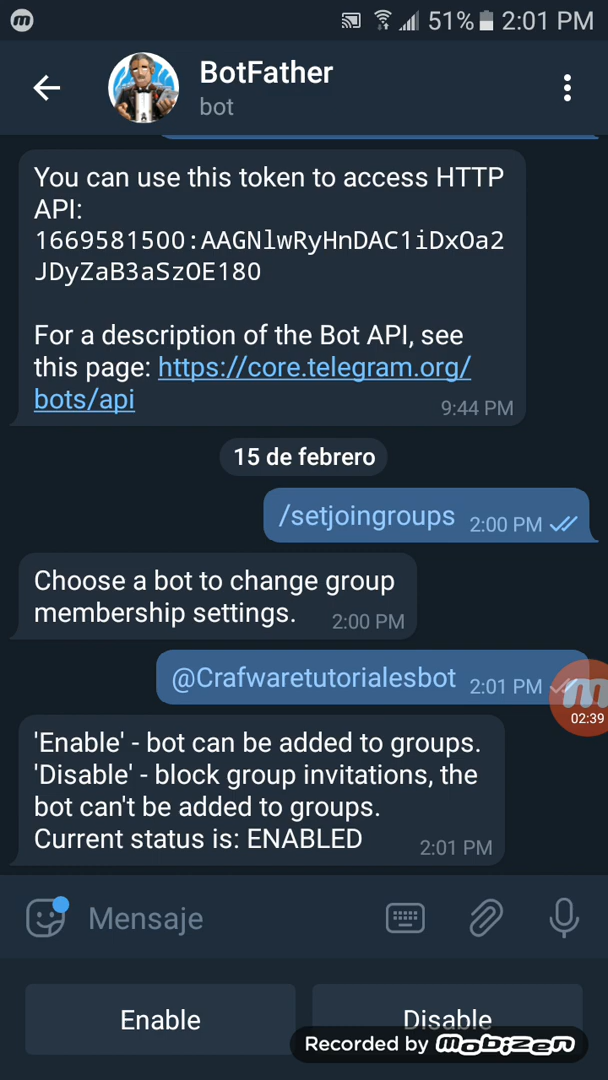 51% 2:01 PM
BotFather
bot
You can use this token to access HTTP
API:
1669581500:AAGNlwRyHnDAC1iDxOa2
JDyZaB3aSzOE180
For a description of the Bot API, see
this page: https://core.telegram.org/
bots/api
9:44 PM
15 de febrero
/setjoingroups 2:00 PM
Choose a bot to change group
membership settings. 2:00 PM
@Crafwaretutorialesbot 2:01 PM
02:39
'Enable' - bot can be added to groups.
'Disable' - block group invitations, the
bot can't be added to groups.
Current status is: ENABLED 2:01 PM
Mensaje
Enable
Disable
Recorded by mobizen